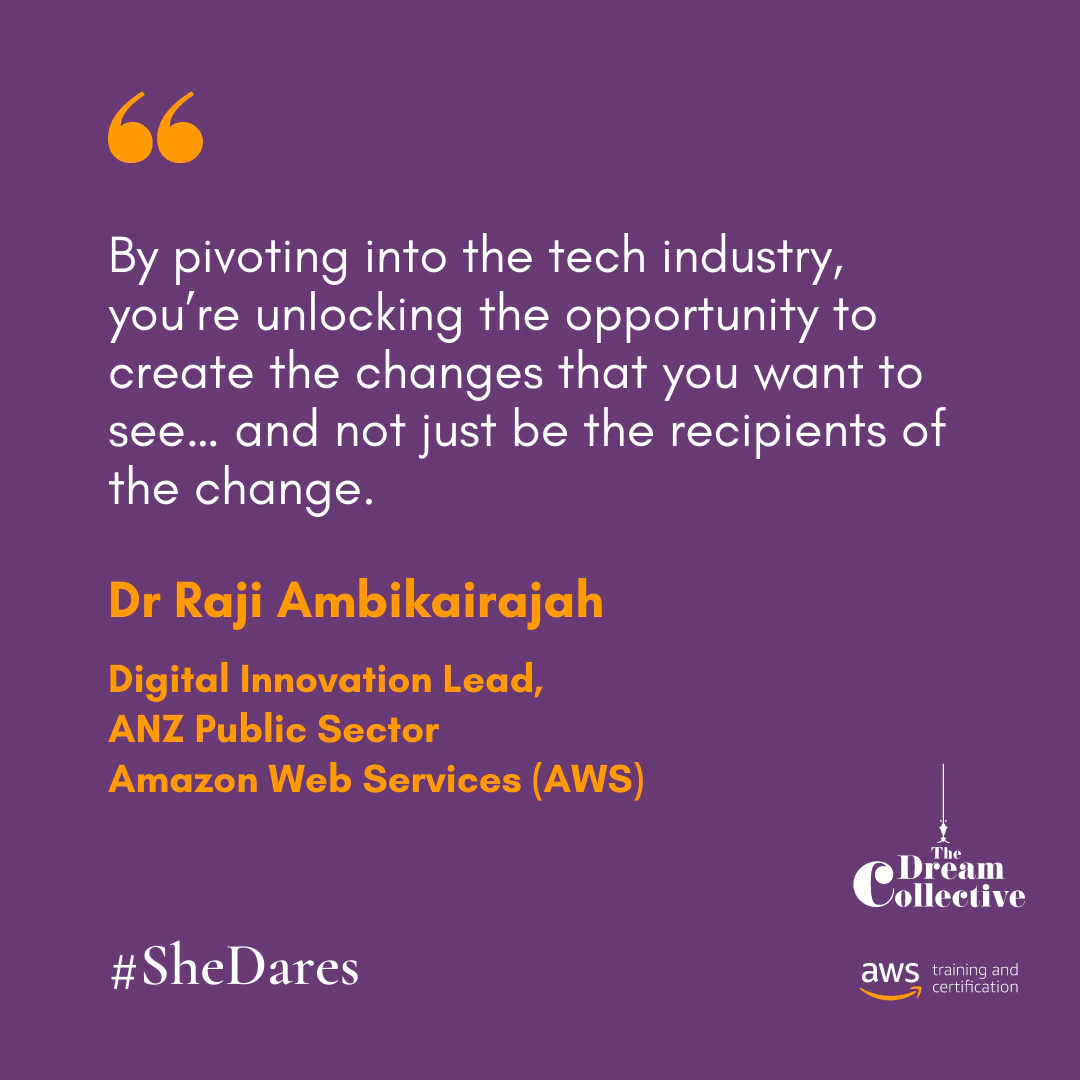 “
By pivoting into the tech industry,
you’re unlocking the opportunity to
create the changes that you want to
see... and not just be the recipients of
the change.
Dr Raji Ambikairajah
Digital Innovation Lead,
ANZ Public Sector
Amazon Web Services (AWS)
The
Dream
Collective
#SheDares
aws training and
certification